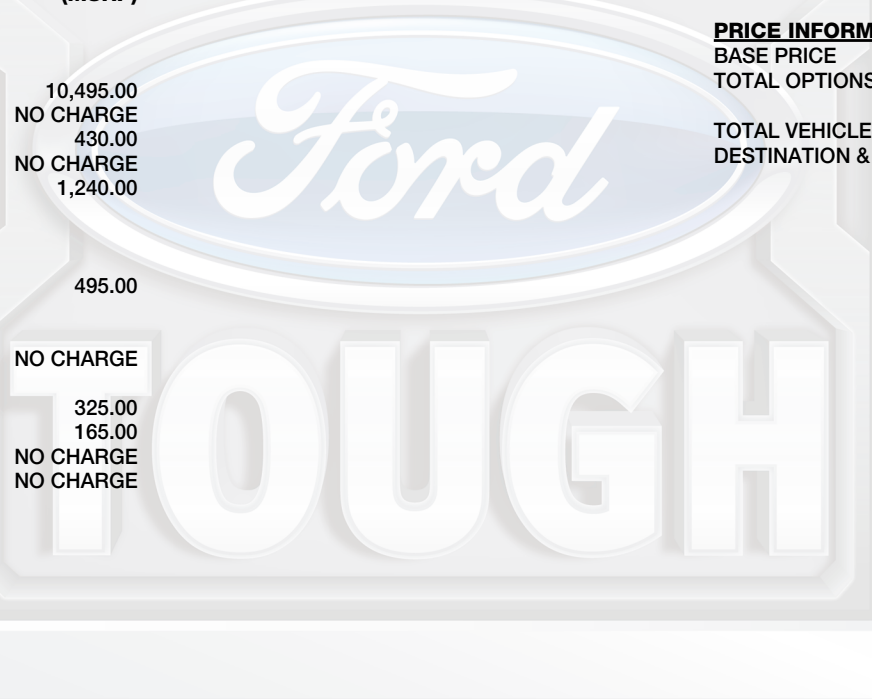 PRICE INFORM
BASE PRICE
TOTAL OPTIONS
TOTAL VEHICLE
DESTINATION &
10,495.00
NO CHARGE
430.00
NO CHARGE
1,240.00
495.00
NO CHARGE
325.00
165.00
NO CHARGE
NO CHARGE
Ford
TOUGH